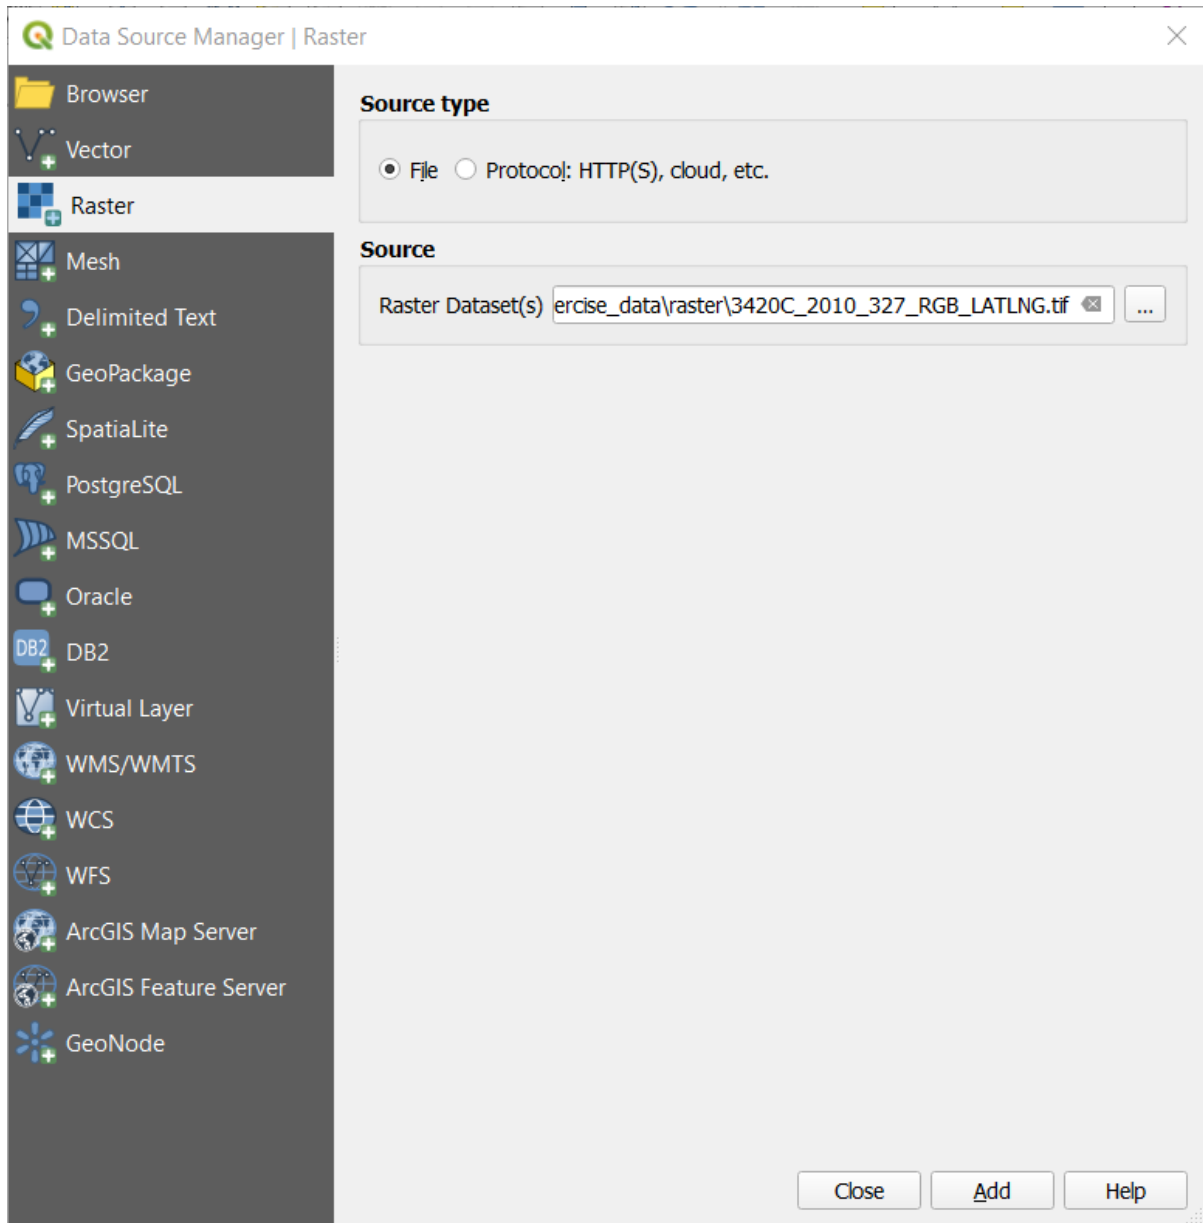 Data Source Manager | Raster
Browser
Vector
Raster
Mesh
Delimited Text
GeoPackage
SpatiaLite
PostgreSQL
MSSQL
Oracle
DB2
DB2
Virtual Layer
WMS/WMTS
WCS
WFS
ArcGIS Map Server
ArcGIS Feature Server
GeoNode
Source type
File Protocol: HTTP(S), cloud, etc.
Source
Raster Dataset(s) ercise_data\raster\3420C_2010_327_RGB_LATLNG.tif ...
Close Add Help